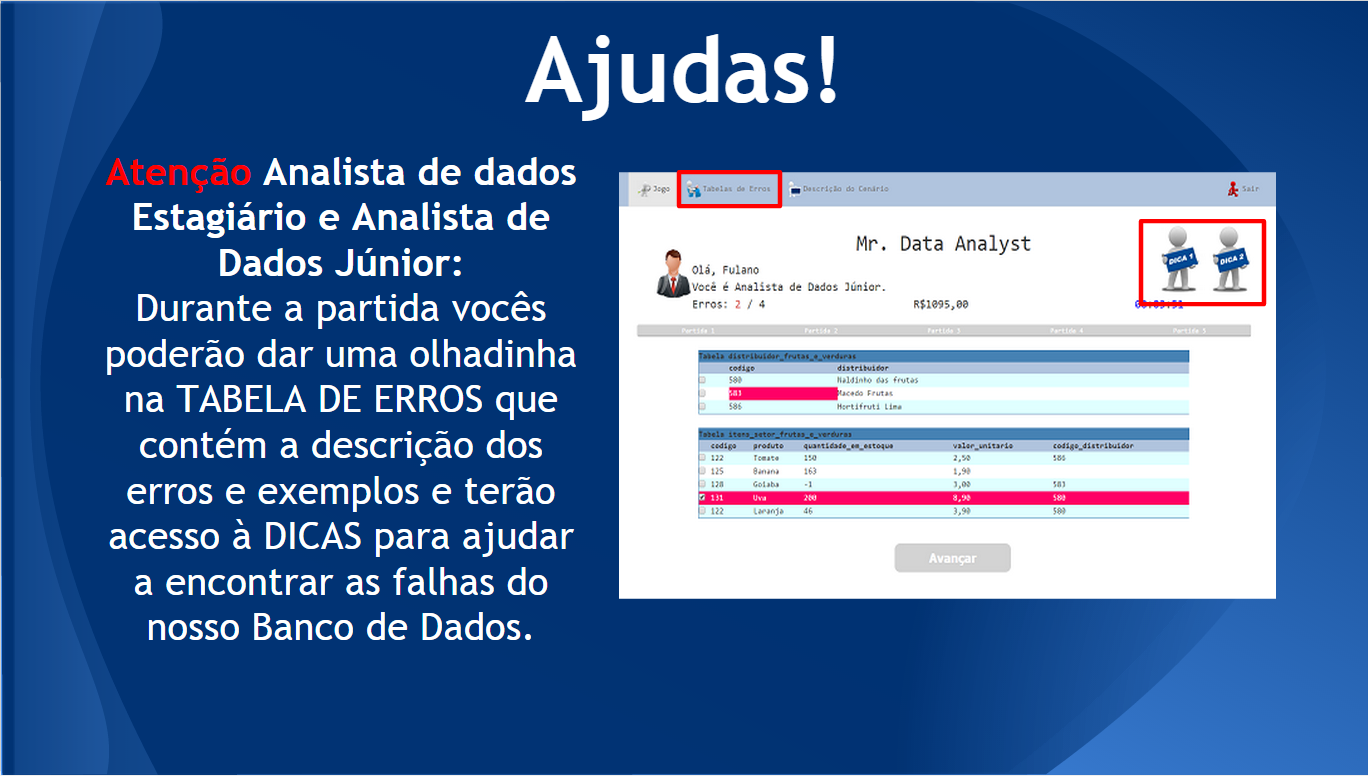 Ajudas!
Atenção Analista de dados
Estagiário e Analista de
Dados Júnior:
Durante a partida vocês
poderão dar uma olhadinha
na TABELA DE ERROS que
contém a descrição dos
erros e exemplos e terão
acesso à DICAS para ajudar
a encontrar as falhas do
nosso Banco de Dados.
Jogo Tabelas de Erros Descrição do Cenário Sair
Mr. Data Analyst
DICA 1 DICA 2
Olá, Fulano
Você é Analista de Dados Júnior.
Erros: 2 / 4 R$1095,00 00:03:51
Partida 1 Partida 2 Partida 3 Partida 4 Partida 5
Tabela distribuidor_frutas_e_verduras
codigo distribuidor
580 Naldinho das frutas
583 Macedo Frutas
586 Hortifruti Lima
Tabela itens_setor_frutas_e_verduras
codigo produto quantidade_em_estoque valor_unitario codigo_distribuidor
122 Tomate 150 2,50 586
125 Banana 163 1,90
128 Goiaba -1 3,00 583
131 Uva 200 8,90 580
122 Laranja 46 3,90 580
Avançar